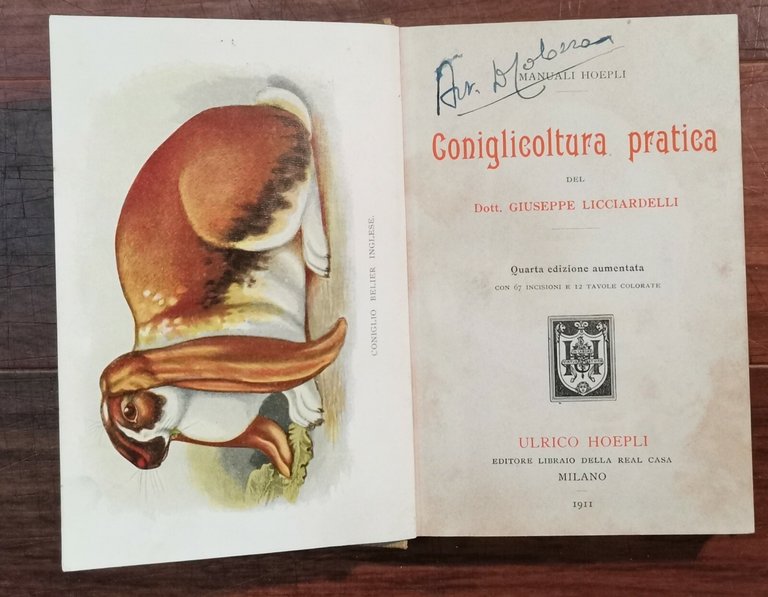 CONIGLIO BELIER INGLESE.
MANUALI HOEPLI
Coniglicoltura pratica
DEL
Dott. GIUSEPPE LICCIARDELLI
Quarta edizione aumentata
CON 67 INCISIONI E 12 TAVOLE COLORATE
ULRICO HOEPLI
EDITORE LIBRAIO DELLA REAL CASA
MILANO
1911